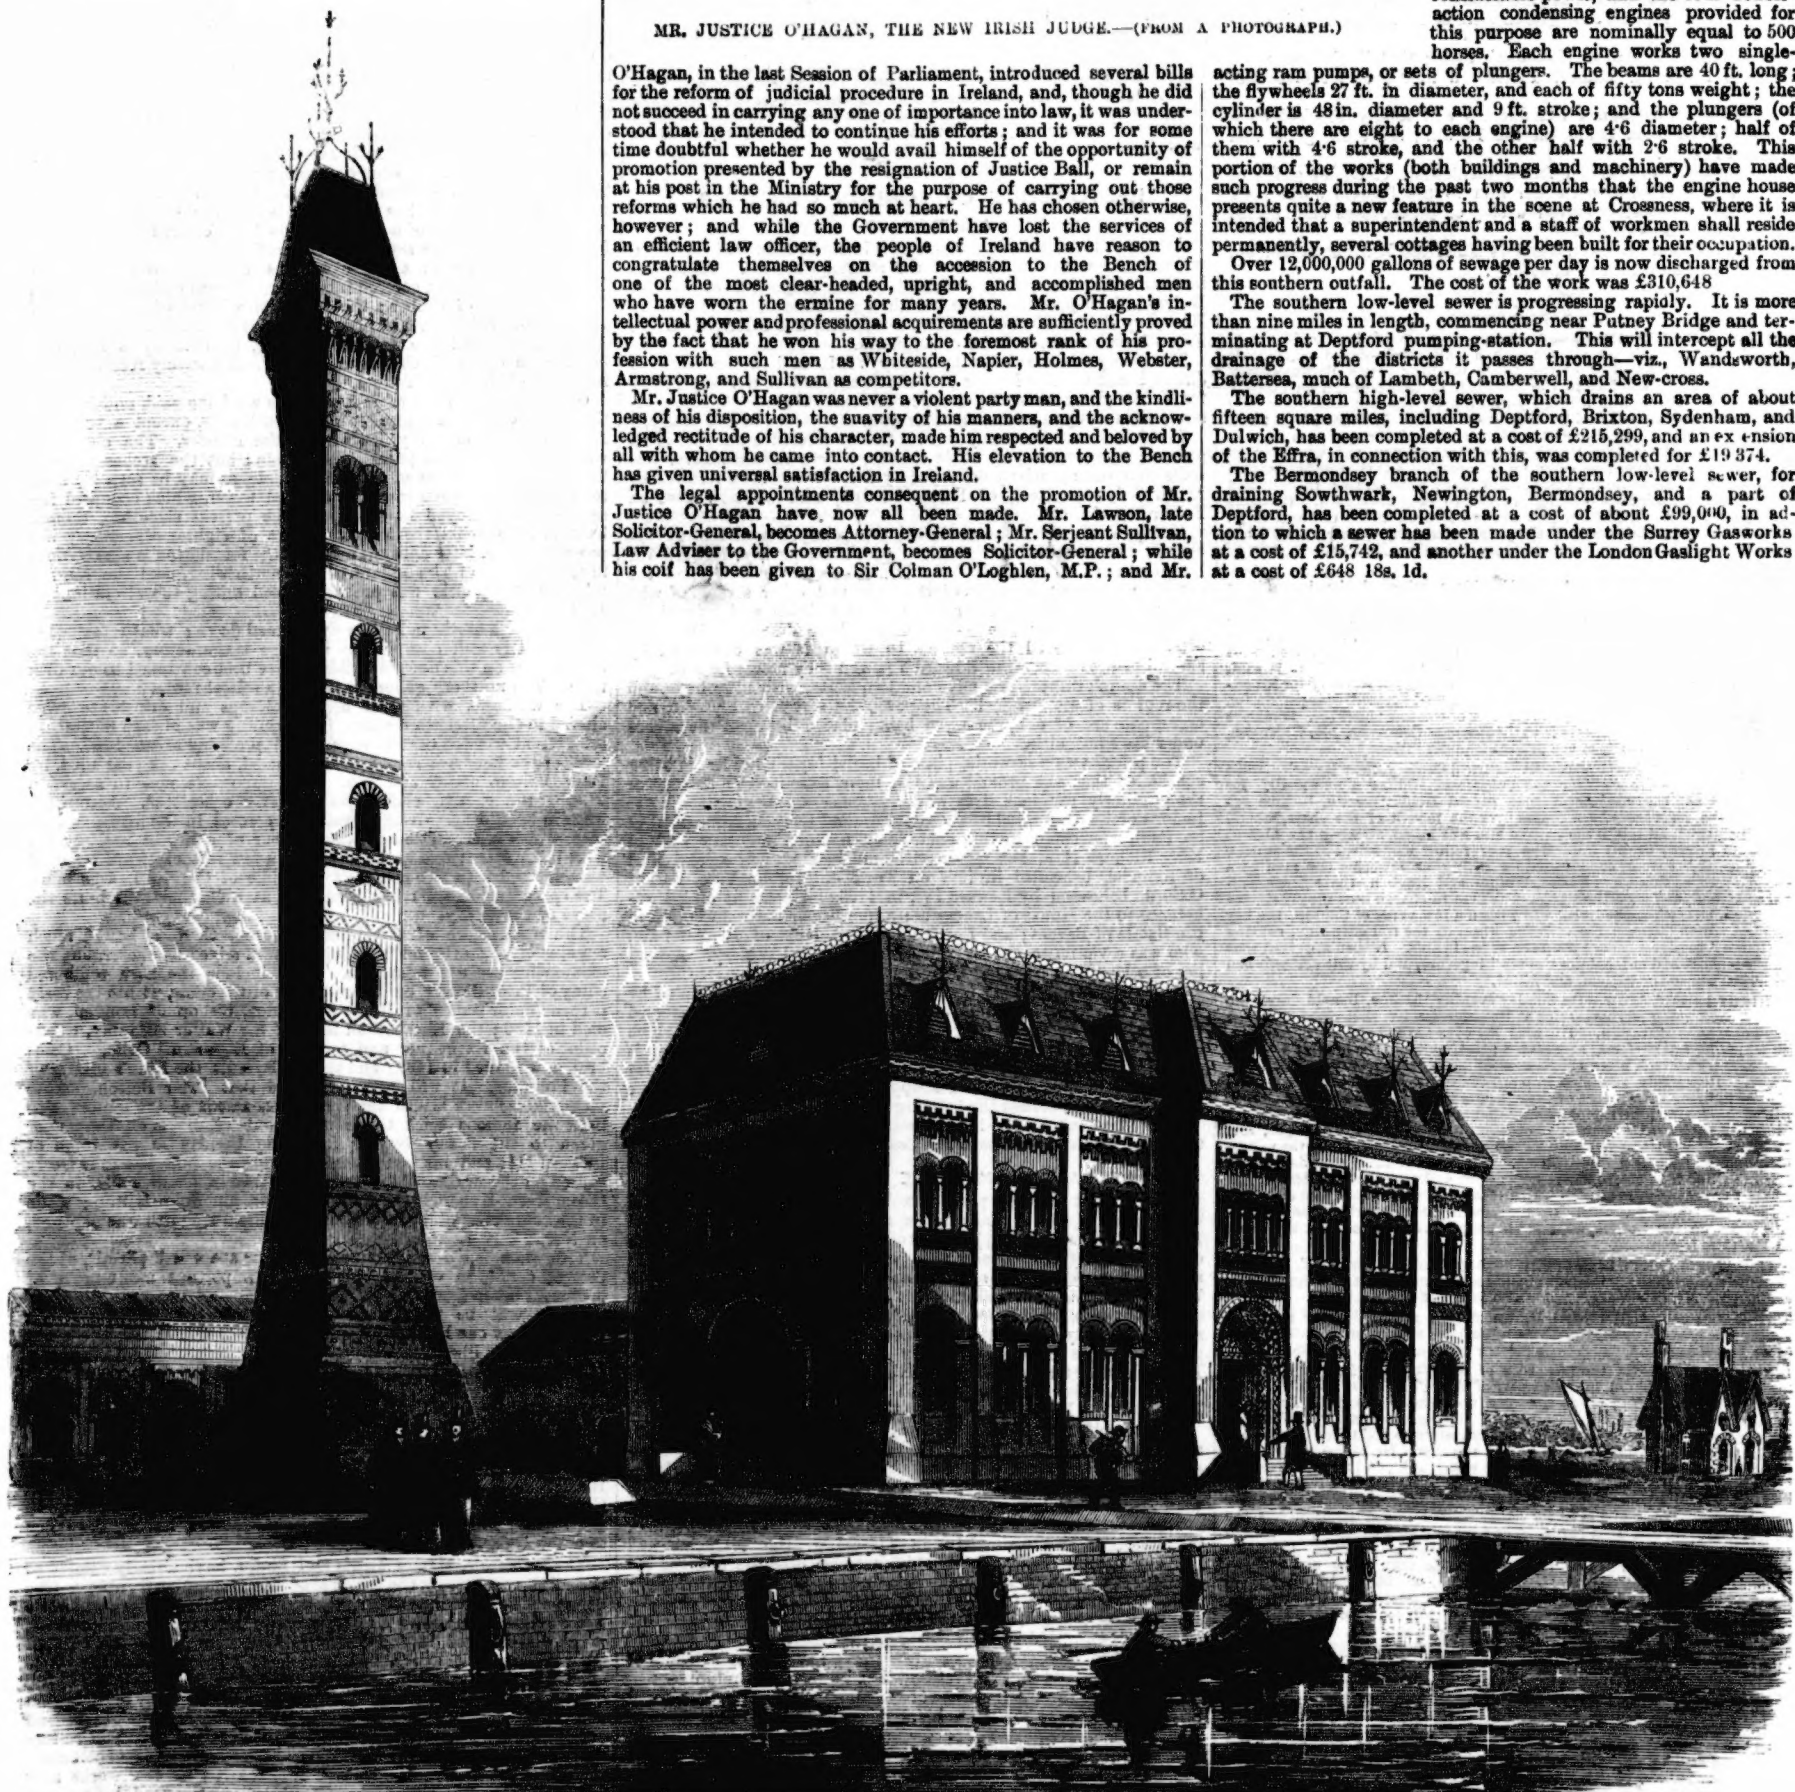 MR. JUSTICE O'HAGAN, THE NEW IRISH JUDGE.—(FROM A PHOTOGRAPH.)
O'Hagan, in the last Session of Parliament, introduced several bills
for the reform of judicial procedure in Ireland, and, though he did
not succeed in carrying any one of importance into law, it was under-
stood that he intended to continue his efforts; and it was for some
time doubtful whether he would avail himself of the opportunity of
promotion presented by the resignation of Justice Ball, or remain
at his post in the Ministry for the purpose of carrying out those
reforms which he had so much at heart. He has chosen otherwise,
however; and while the Government have lost the services of
an efficient law officer, the people of Ireland have reason to
congratulate themselves on the accession to the Bench of
one of the most clear-headed, upright, and accomplished men
who have worn the ermine for many years. Mr. O'Hagan's in-
tellectual power and professional acquirements are sufficiently proved
by the fact that he won his way to the foremost rank of his pro-
fession with such men as Whiteside, Napier, Holmes, Webster,
Armstrong, and Sullivan as competitors.
Mr. Justice O'Hagan was never a violent party man, and the kindli-
ness of his disposition, the suavity of his manners, and the acknow-
ledged rectitude of his character, made him respected and beloved by
all with whom he came into contact. His elevation to the Bench
has given universal satisfaction in Ireland.
The legal appointments consequent on the promotion of Mr.
Justice O'Hagan have now all been made. Mr. Lawson, late
Solicitor-General, becomes Attorney-General; Mr. Serjeant Sullivan,
Law Adviser to the Government, becomes Solicitor-General; while
his coif has been given to Sir Colman O'Loghlen, M.P.; and Mr.
action condensing engines provided for
this purpose are nominally equal to 500
horses. Each engine works two single-
acting ram pumps, or sets of plungers. The beams are 40 ft. long;
the flywheels 27 ft. in diameter, and each of fifty tons weight; the
cylinder is 48 in. diameter and 9 ft. stroke; and the plungers (of
which there are eight to each engine) are 4·6 diameter; half of
them with 4·6 stroke, and the other half with 2·6 stroke. This
portion of the works (both buildings and machinery) have made
such progress during the past two months that the engine house
presents quite a new feature in the scene at Crossness, where it is
intended that a superintendent and a staff of workmen shall reside
permanently, several cottages having been built for their occupation.
Over 12,000,000 gallons of sewage per day is now discharged from
this southern outfall. The cost of the work was £310,648
The southern low-level sewer is progressing rapidly. It is more
than nine miles in length, commencing near Putney Bridge and ter-
minating at Deptford pumping-station. This will intercept all the
drainage of the districts it passes through—viz., Wandsworth,
Battersea, much of Lambeth, Camberwell, and New-cross.
The southern high-level sewer, which drains an area of about
fifteen square miles, including Deptford, Brixton, Sydenham, and
Dulwich, has been completed at a cost of £215,299, and an ex ension
of the Effra, in connection with this, was completed for £19 374.
The Bermondsey branch of the southern low-level sewer, for
draining Sowthwark, Newington, Bermondsey, and a part of
Deptford, has been completed at a cost of about £99,000, in ad-
tion to which a sewer has been made under the Surrey Gasworks
at a cost of £15,742, and another under the London Gaslight Works
at a cost of £648 18s. 1d.